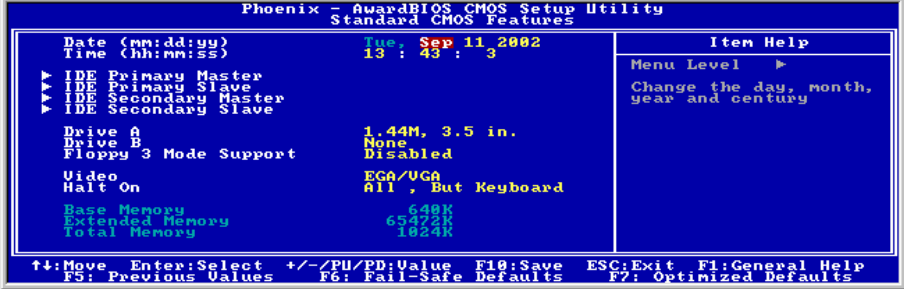 Phoenix - AwardBIOS CMOS Setup Utility
Standard CMOS Features
Date (mm:dd:yy) Tue, Sep 11 2002
Time (hh:mm:ss) 13 : 43 : 3
► IDE Primary Master
► IDE Primary Slave
► IDE Secondary Master
► IDE Secondary Slave
Drive A 1.44M, 3.5 in.
Drive B None
Floppy 3 Mode Support Disabled
Video EGA/VGA
Halt On All , But Keyboard
Base Memory 640K
Extended Memory 65472K
Total Memory 1024K
Item Help
Menu Level ►
Change the day, month,
year and century
↑↓:Move Enter:Select +/-/PU/PD:Value F10:Save ESC:Exit F1:General Help
F5: Previous Values F6: Fail-Safe Defaults F7: Optimized Defaults